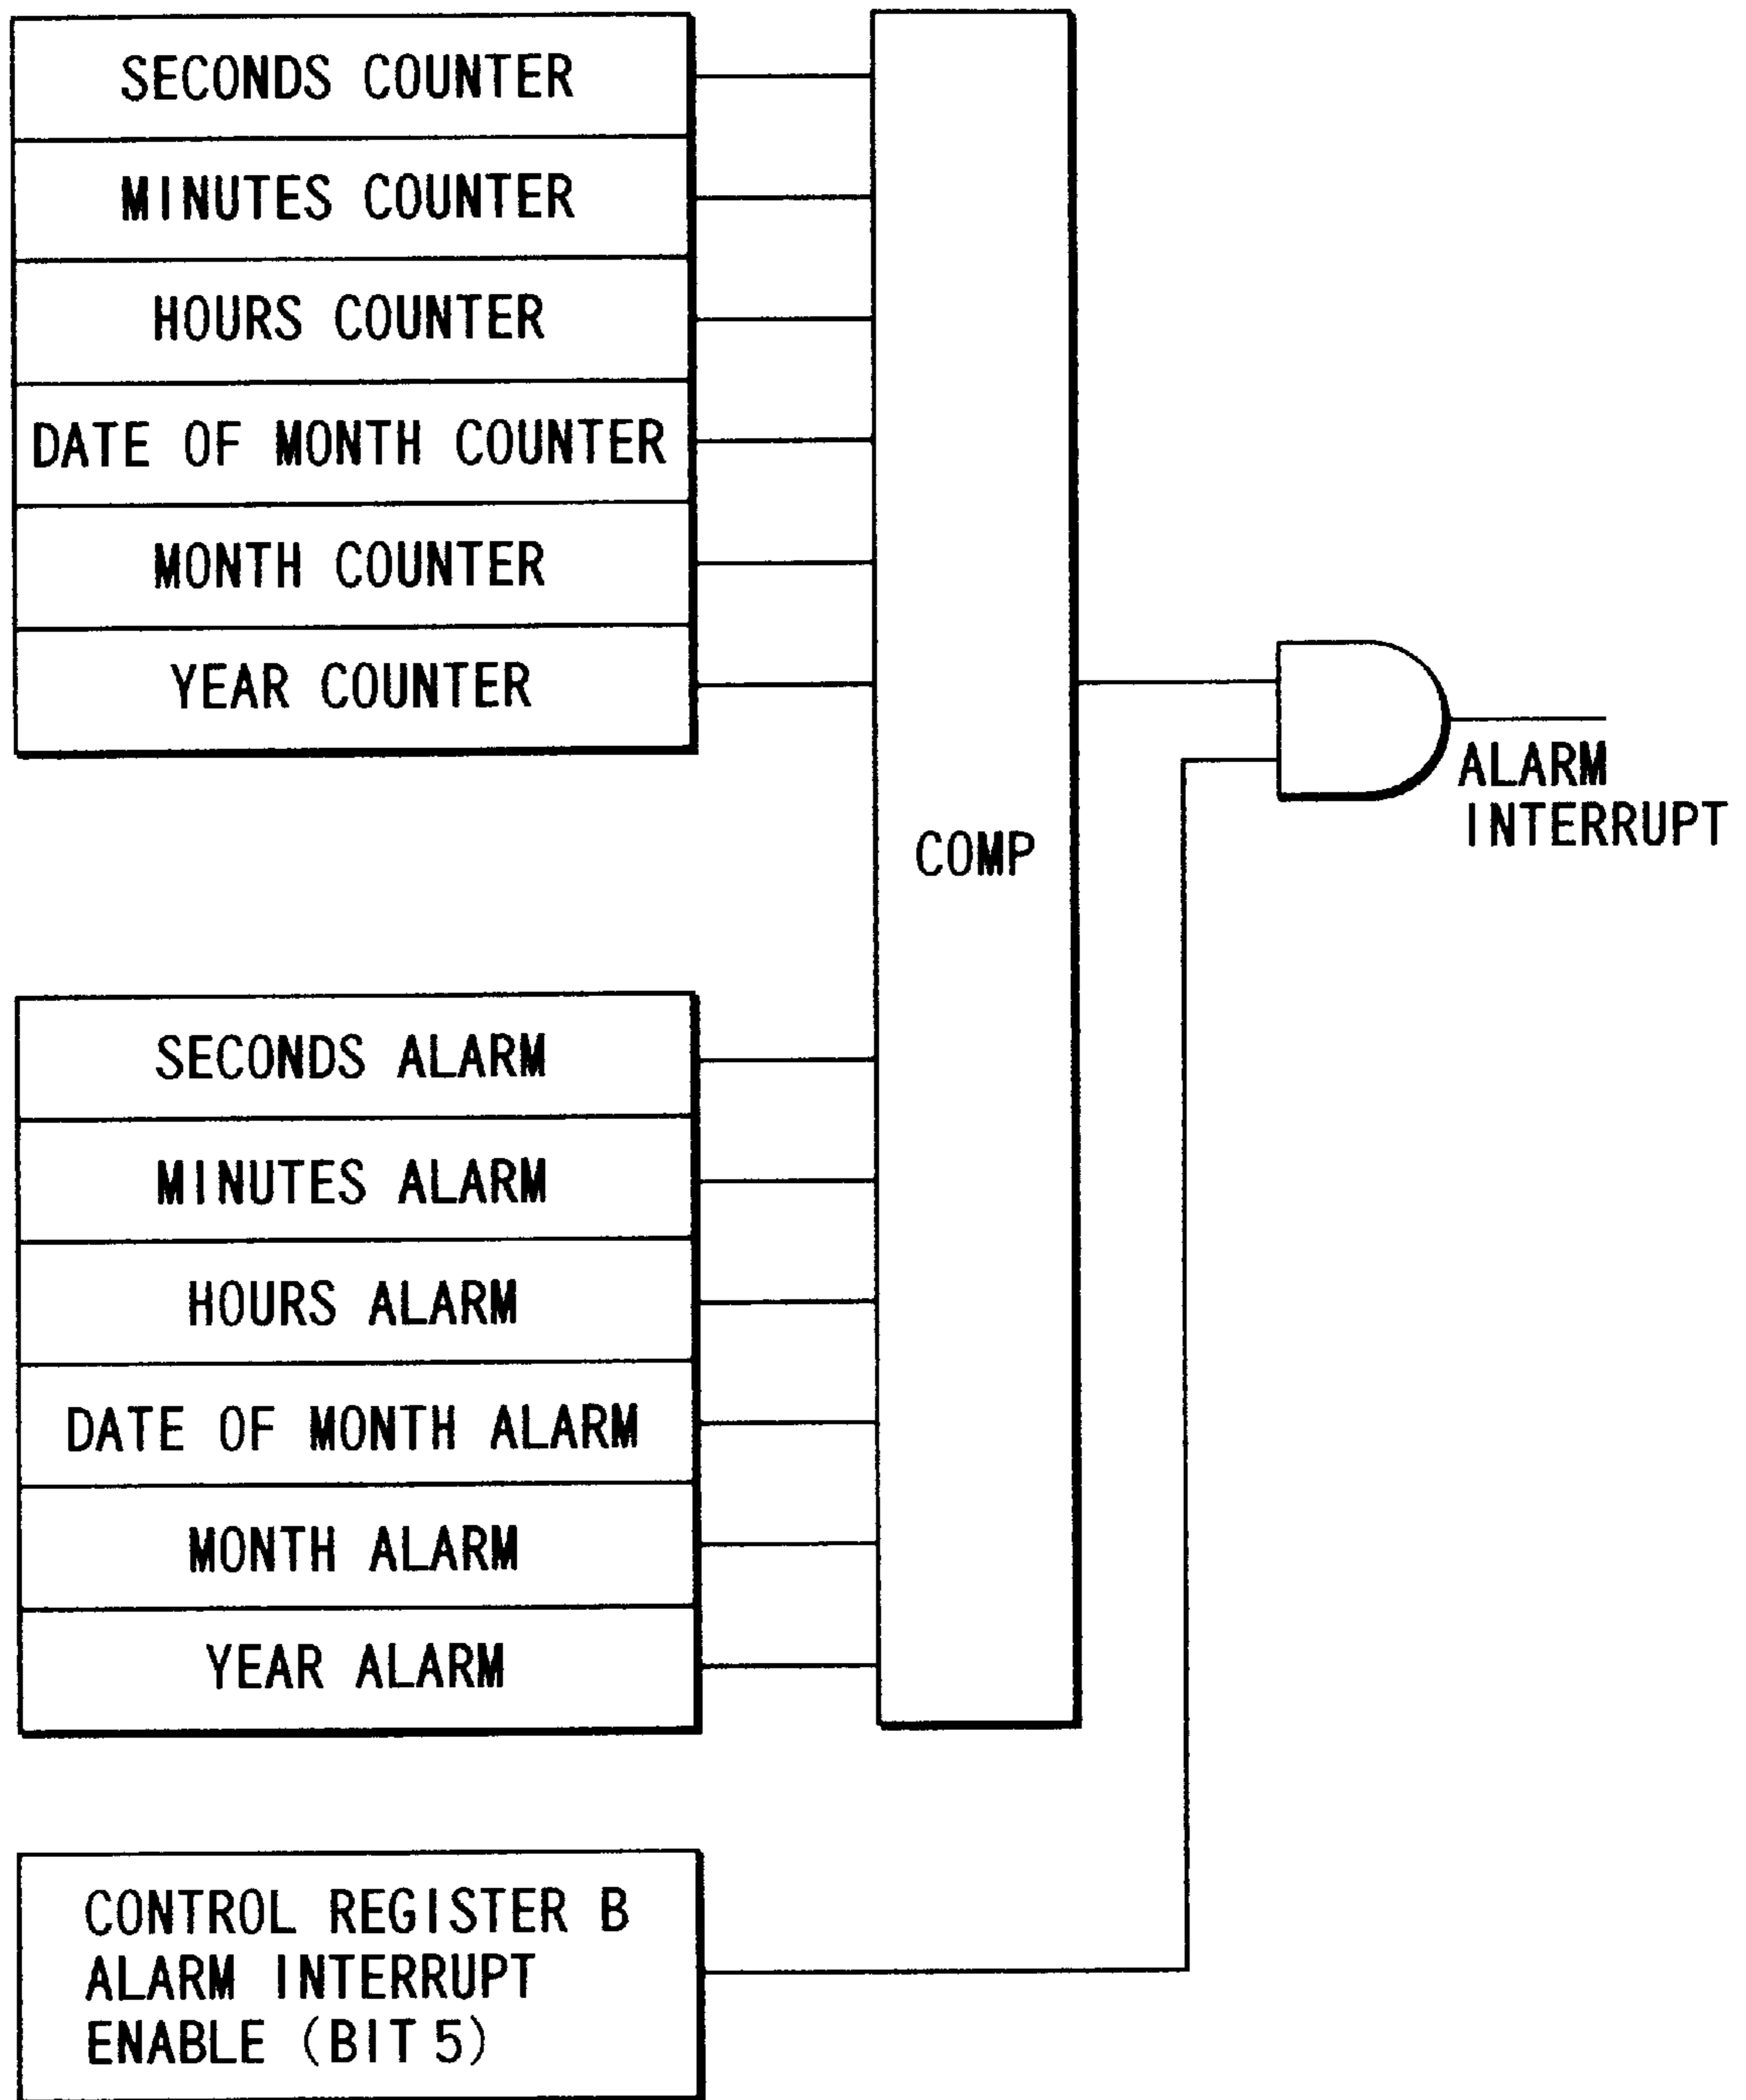 SECONDS COUNTER
MINUTES COUNTER
HOURS COUNTER
DATE OF MONTH COUNTER
MONTH COUNTER
YEAR COUNTER
COMP
ALARM
INTERRUPT
SECONDS ALARM
MINUTES ALARM
HOURS ALARM
DATE OF MONTH ALARM
MONTH ALARM
YEAR ALARM
CONTROL REGISTER B
ALARM INTERRUPT
ENABLE (BIT 5)